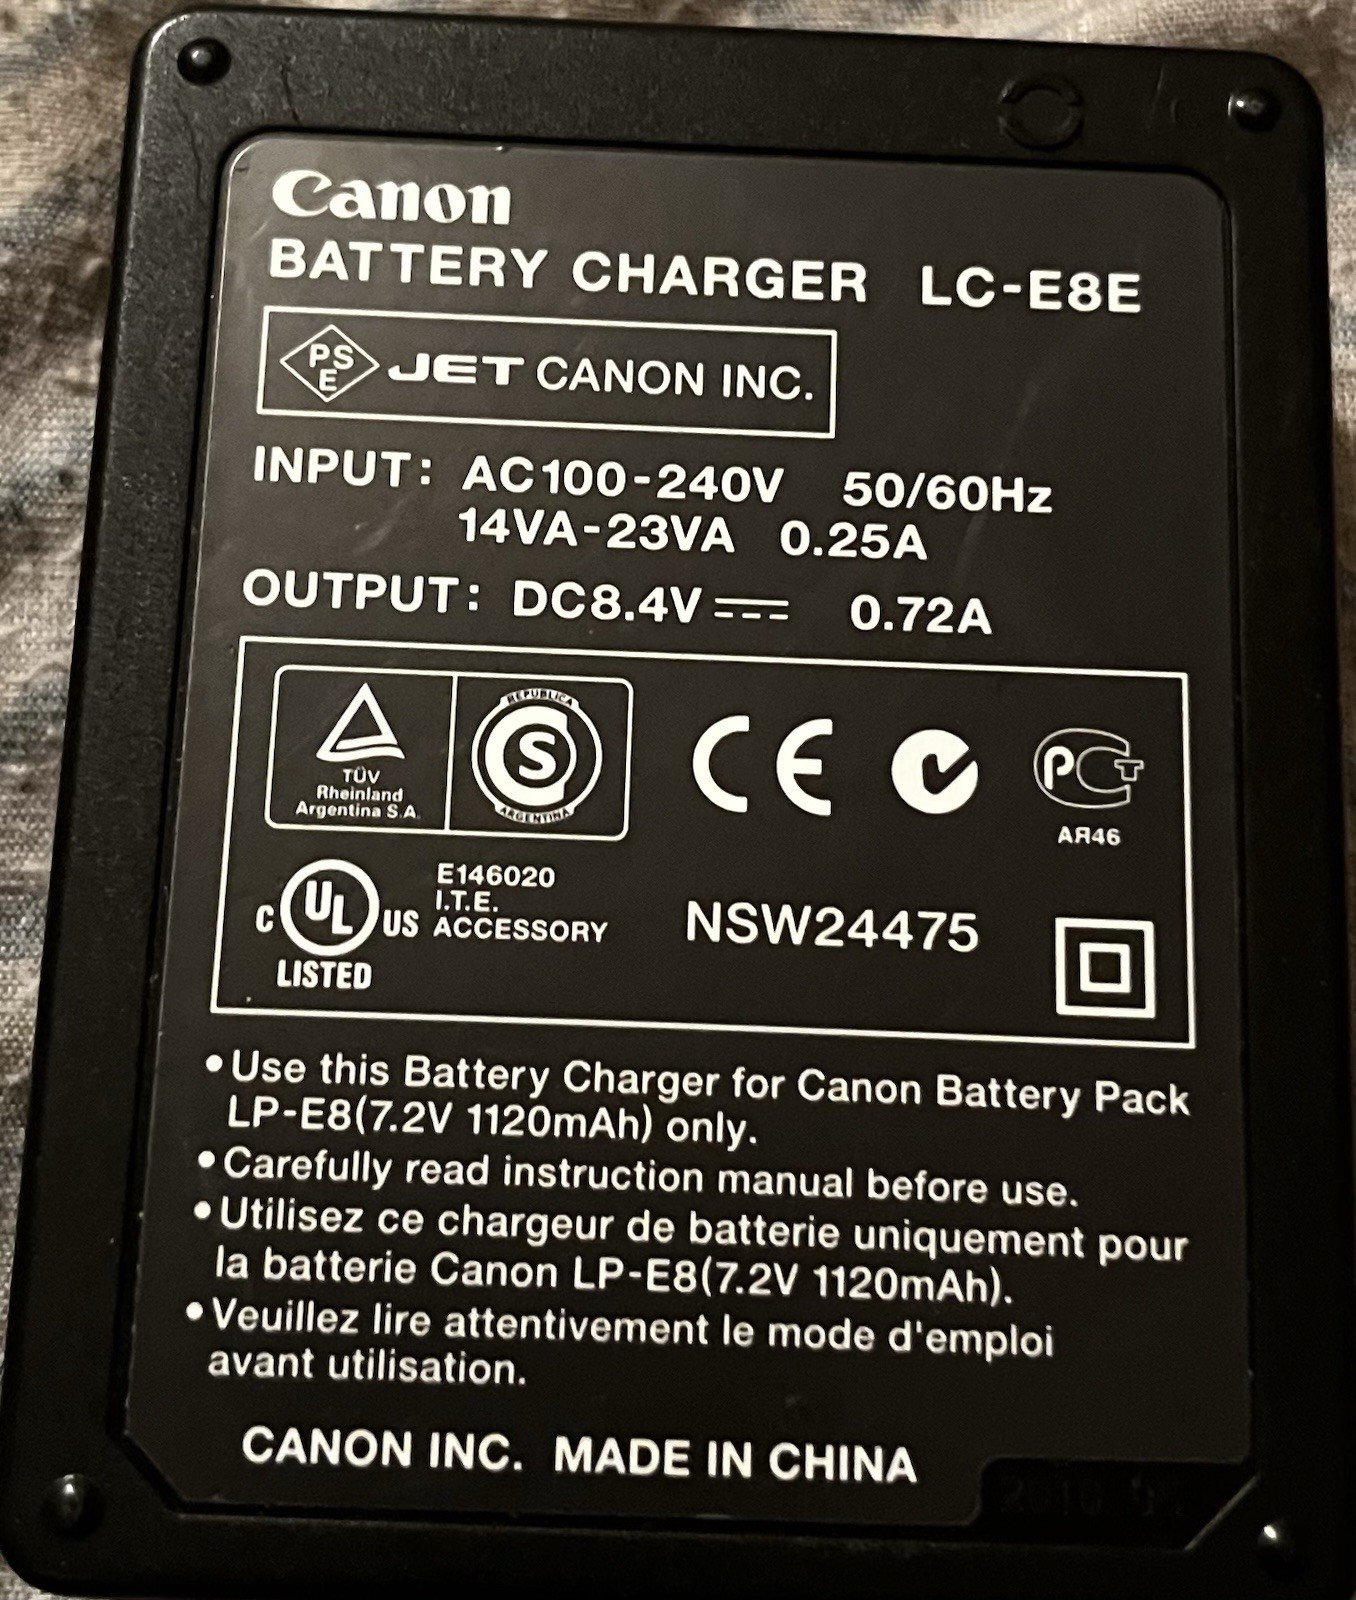 Canon
BATTERY CHARGER LC-E8E
PS
E
JET CANON INC.
INPUT: AC100-240V 50/60Hz
14VA-23VA 0.25A
OUTPUT: DC8.4V 0.72A
TÜV
Rheinland
Argentina S.A.
REPUBLICA
S
ARGENTINA
CE
PCT
АЯ46
C UL US
LISTED
E146020
I.T.E.
ACCESSORY
NSW24475
•Use this Battery Charger for Canon Battery Pack
LP-E8(7.2V 1120mAh) only.
•Carefully read instruction manual before use.
•Utilisez ce chargeur de batterie uniquement pour
la batterie Canon LP-E8(7.2V 1120mAh).
•Veuillez lire attentivement le mode d'emploi
avant utilisation.
CANON INC. MADE IN CHINA